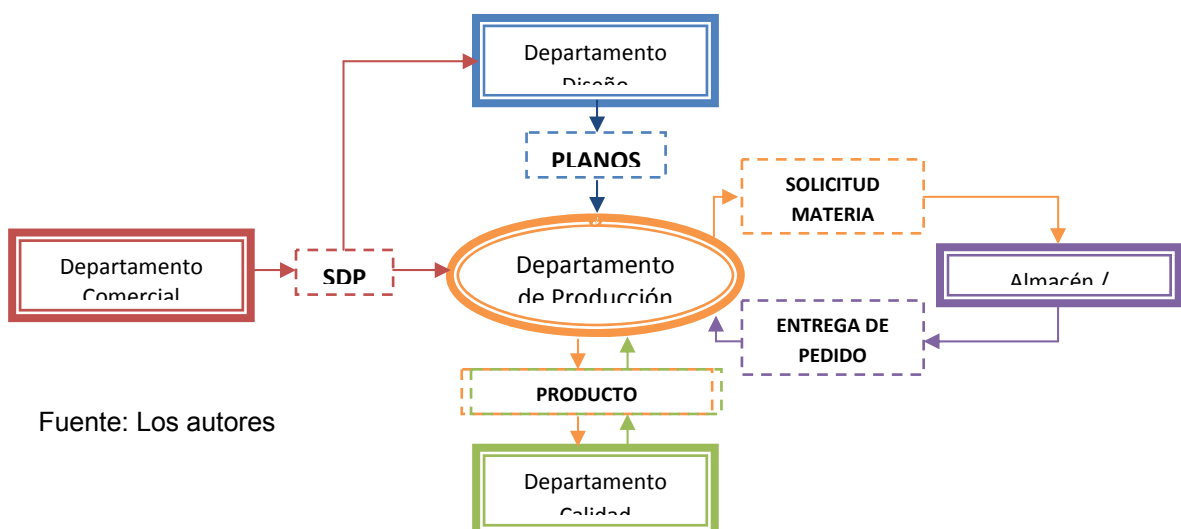 Departamento
Diseño
PLANOS
SOLICITUD
MATERIA
Departamento
Comercial
SDP
Departamento
de Producción
Almacén /
ENTREGA DE
PEDIDO
PRODUCTO
Fuente: Los autores
Departamento
Calidad